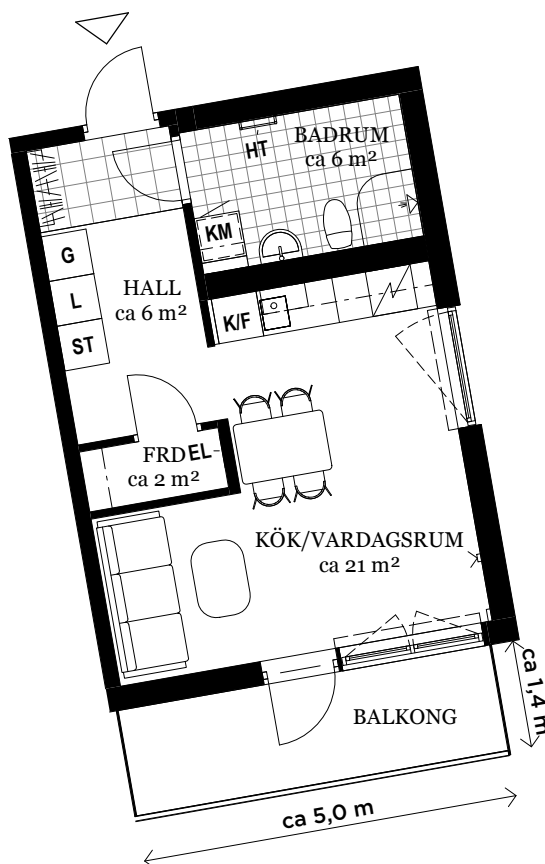 BADRUM
ca 6 m²
HT
KM
G
L
ST
HALL
ca 6 m²
K/F
FRD
EL
ca 2 m²
KÖK/VARDAGSRUM
ca 21 m²
BALKONG
ca 1,4 m
ca 5,0 m